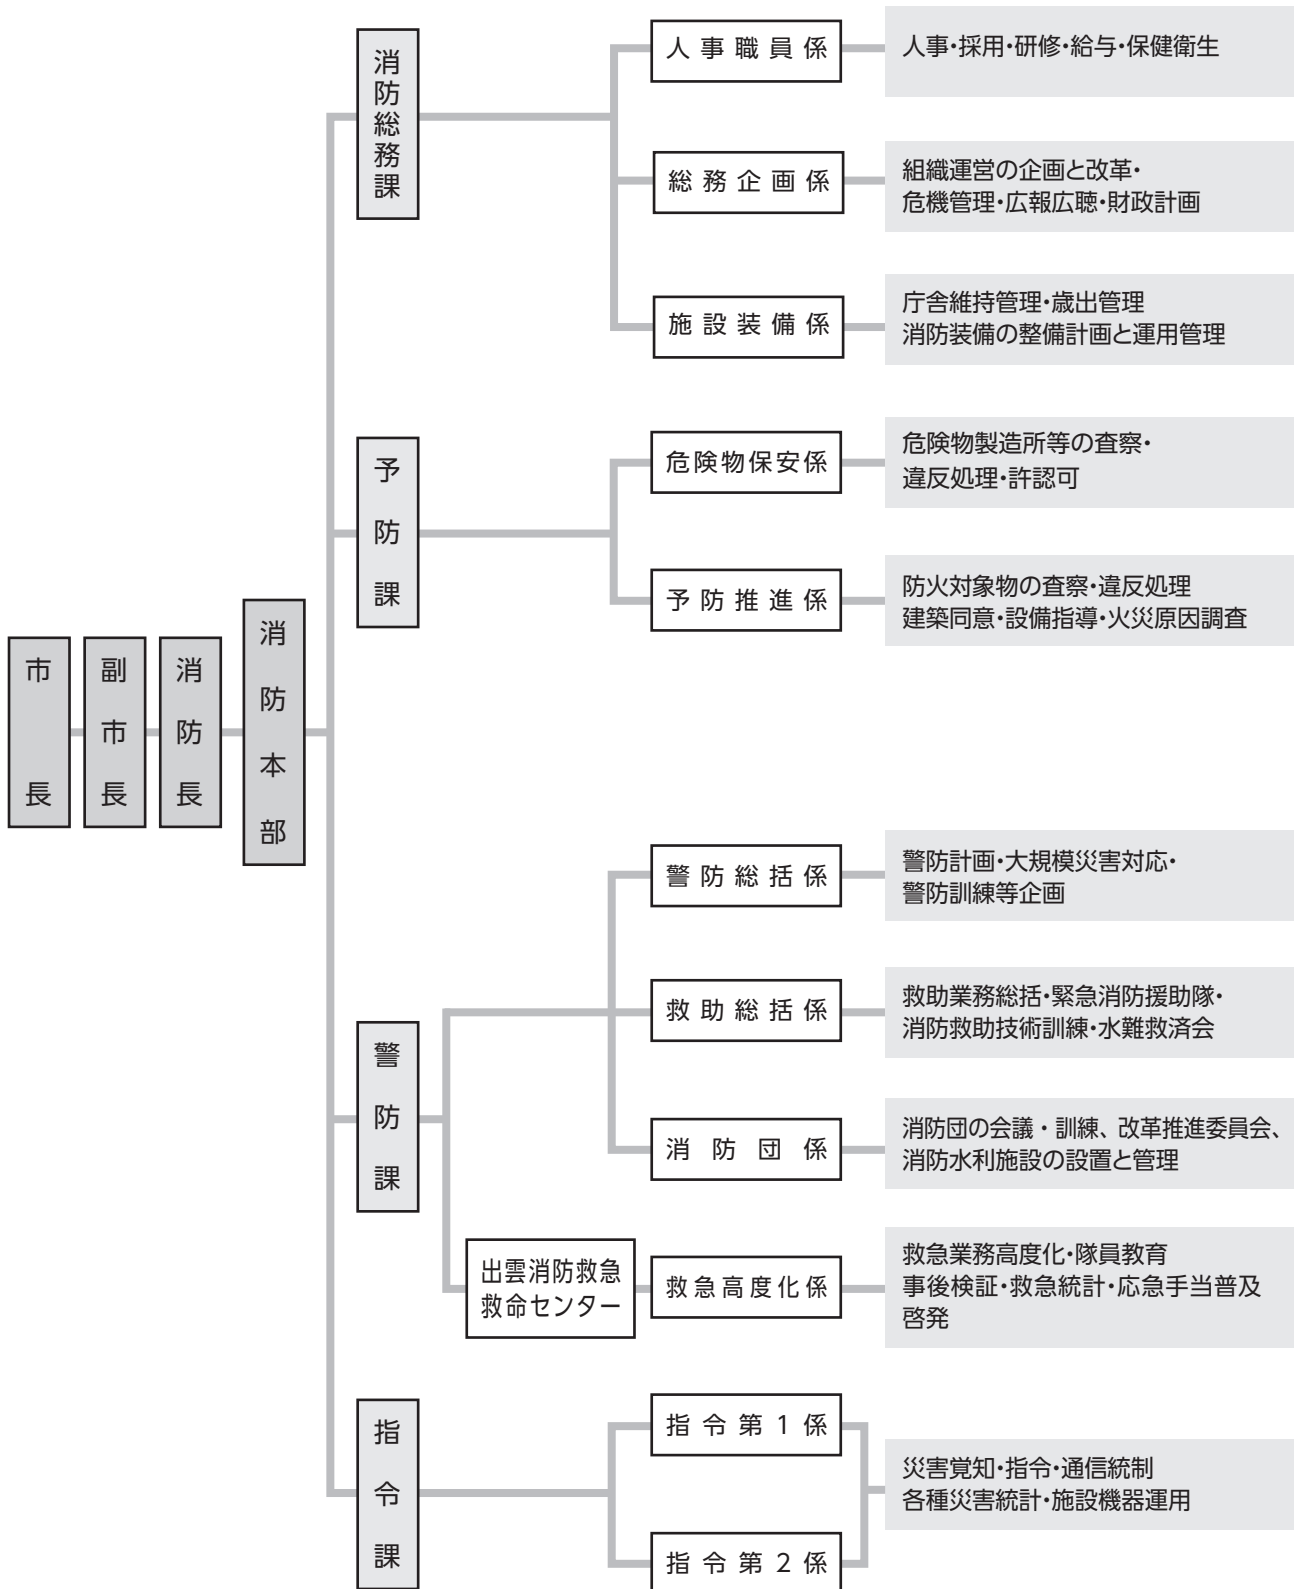 市長
副市長
消防長
消防本部
消防総務課
人事職員係
人事・採用・研修・給与・保健衛生
総務企画係
組織運営の企画と改革・
危機管理・広報広聴・財政計画
施設装備係
庁舎維持管理・歳出管理
消防装備の整備計画と運用管理
予防課
危険物保安係
危険物製造所等の査察・
違反処理・許認可
予防推進係
防火対象物の査察・違反処理
建築同意・設備指導・火災原因調査
警防課
警防総括係
警防計画・大規模災害対応・
警防訓練等企画
救助総括係
救助業務総括・緊急消防援助隊・
消防救助技術訓練・水難救済会
消防団係
消防団の会議・訓練、改革推進委員会、
消防水利施設の設置と管理
出雲消防救急
救命センター
救急高度化係
救急業務高度化・隊員教育
事後検証・救急統計・応急手当普及
啓発
指令課
指令第1係
指令第2係
災害覚知・指令・通信統制
各種災害統計・施設機器運用